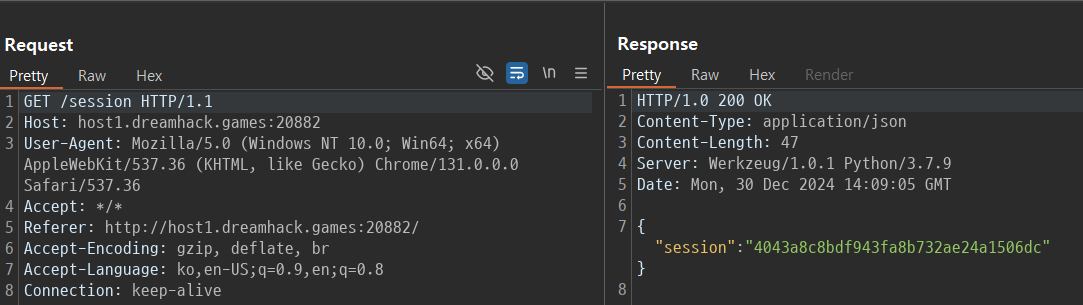 Request
Pretty Raw Hex \n
1 GET /session HTTP/1.1
2 Host: host1.dreamhack.games:20882
3 User-Agent: Mozilla/5.0 (Windows NT 10.0; Win64; x64)
AppleWebKit/537.36 (KHTML, like Gecko) Chrome/131.0.0.0
Safari/537.36
4 Accept: */*
5 Referer: http://host1.dreamhack.games:20882/
6 Accept-Encoding: gzip, deflate, br
7 Accept-Language: ko,en-US;q=0.9,en;q=0.8
8 Connection: keep-alive
Response
Pretty Raw Hex Render
1 HTTP/1.0 200 OK
2 Content-Type: application/json
3 Content-Length: 47
4 Server: Werkzeug/1.0.1 Python/3.7.9
5 Date: Mon, 30 Dec 2024 14:09:05 GMT
6
7 {
"session":"4043a8c8bdf943fa8b732ae24a1506dc"
}
8